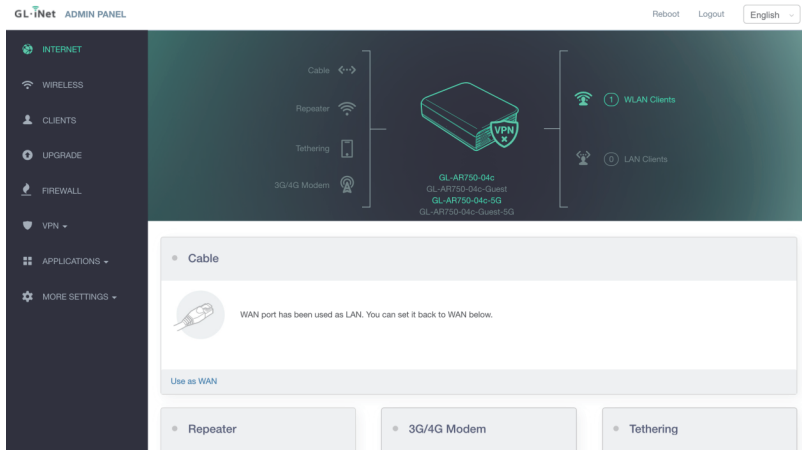 GL·iNet ADMIN PANEL
Reboot
Logout
English
INTERNET
WIRELESS
CLIENTS
UPGRADE
FIREWALL
VPN
APPLICATIONS
MORE SETTINGS
Cable
Repeater
Tethering
3G/4G Modem
VPN
GL-AR750-04c
GL-AR750-04c-Guest
GL-AR750-04c-5G
GL-AR750-04c-Guest-5G
1 WLAN Clients
0 LAN Clients
Cable
WAN port has been used as LAN. You can set it back to WAN below.
Use as WAN
Repeater
3G/4G Modem
Tethering